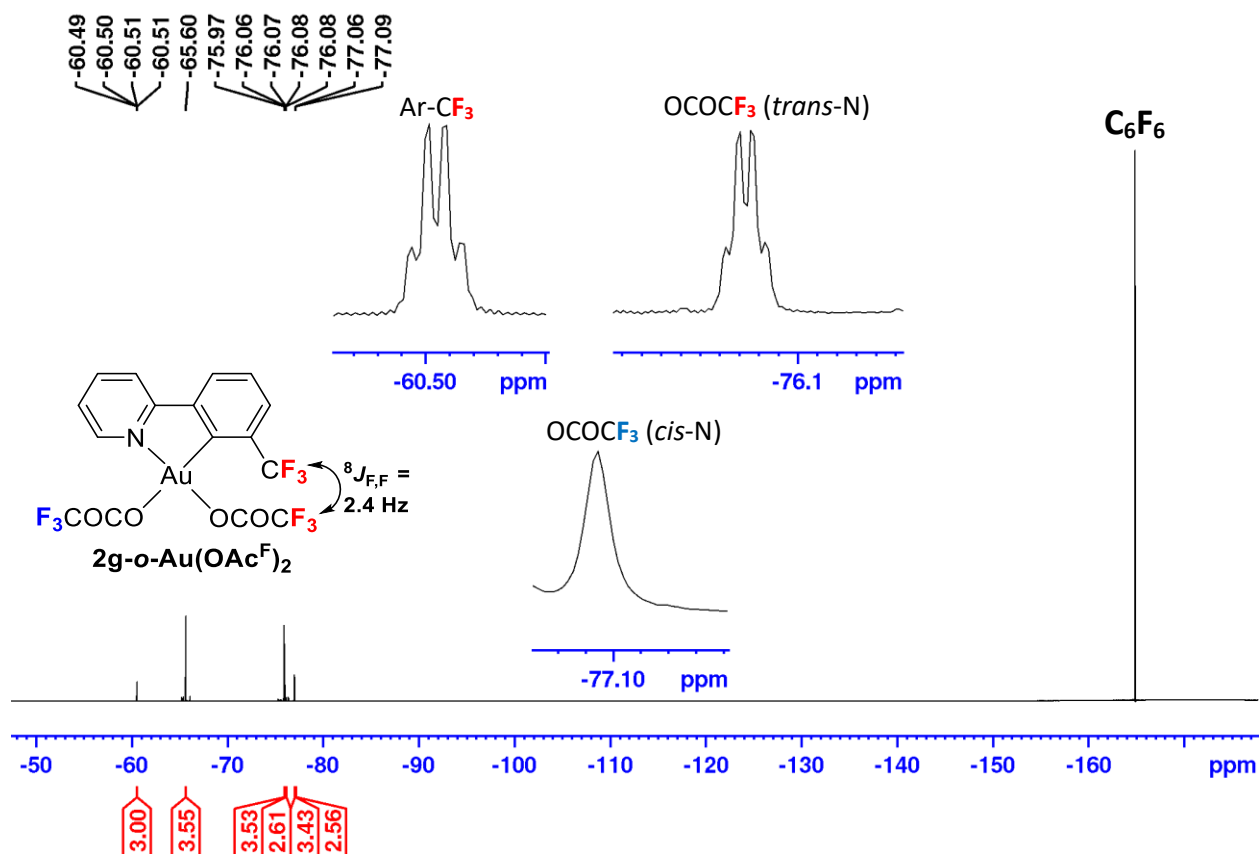 -60.49
-60.50
-60.51
-60.51
-65.60
-75.97
-76.06
-76.07
-76.08
-76.08
-77.06
-77.09
Ar-CF3
OCOCF3 (trans-N)
C6F6
-60.50 ppm
-76.1 ppm
OCOCF3 (cis-N)
-77.10 ppm
N
Au
CF3
8JF,F =
2.4 Hz
F3COCO
OCOCF3
2g-o-Au(OAcF)2
-50 -60 -70 -80 -90 -100 -110 -120 -130 -140 -150 -160 ppm
3.00
3.55
3.53
2.61
3.43
2.56